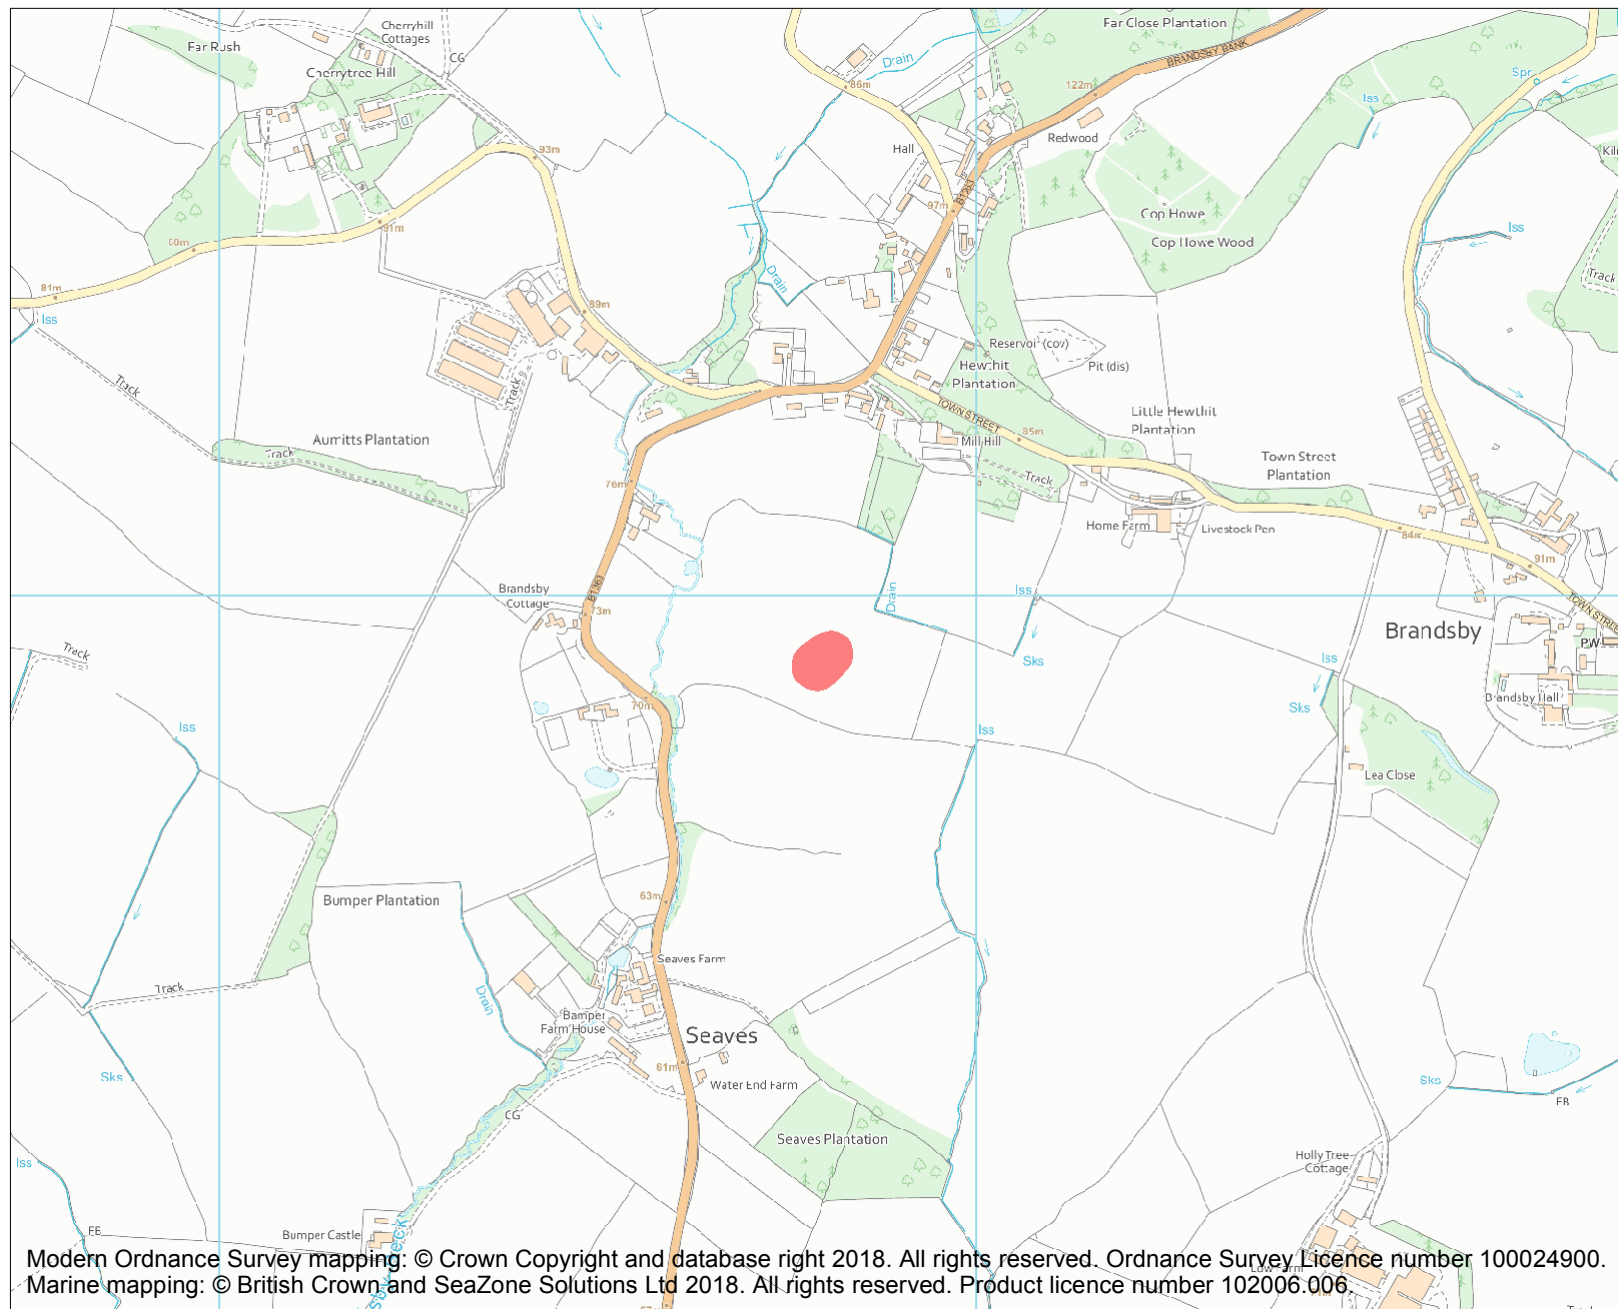 Far Close Plantation
Cherryhill
Cottages
Far Rush
CG
BRANDSBY BANK
Drain
Cherrytree Hill
Spr
86m
122m
Iss
Redwood
Hall
93m
B1363
97m
Cop Howe
91m
Iss
Cop Howe Wood
Drain
Track
81m
Iss
89m
Reservoir (cov)
Pit (dis)
Hewthit
Plantation
Track
Track
TOWN STREET
Little Hewthit
Plantation
85m
Mill Hill
Aumitts Plantation
Track
Town Street
Plantation
Track
76m
Home Farm
Livestock Pen
84m
91m
Brandsby
Cottage
B1363
73m
Drain
Iss
TOWN STREET
Brandsby
PW
Track
Sks
Iss
70m
Sks
Brandsby Hall
Iss
Iss
Lea Close
63m
Bumper Plantation
Seaves Farm
Track
Drain
Bamper
Farm House
Seaves
61m
Water End Farm
Sks
Sks
FB
CG
Seaves Plantation
Holly Tree
Cottage
Iss
FB
Bumper Castle
Modern Ordnance Survey mapping: © Crown Copyright and database right 2018. All rights reserved. Ordnance Survey Licence number 100024900.
Marine mapping: © British Crown and SeaZone Solutions Ltd 2018. All rights reserved. Product licence number 102006.006.